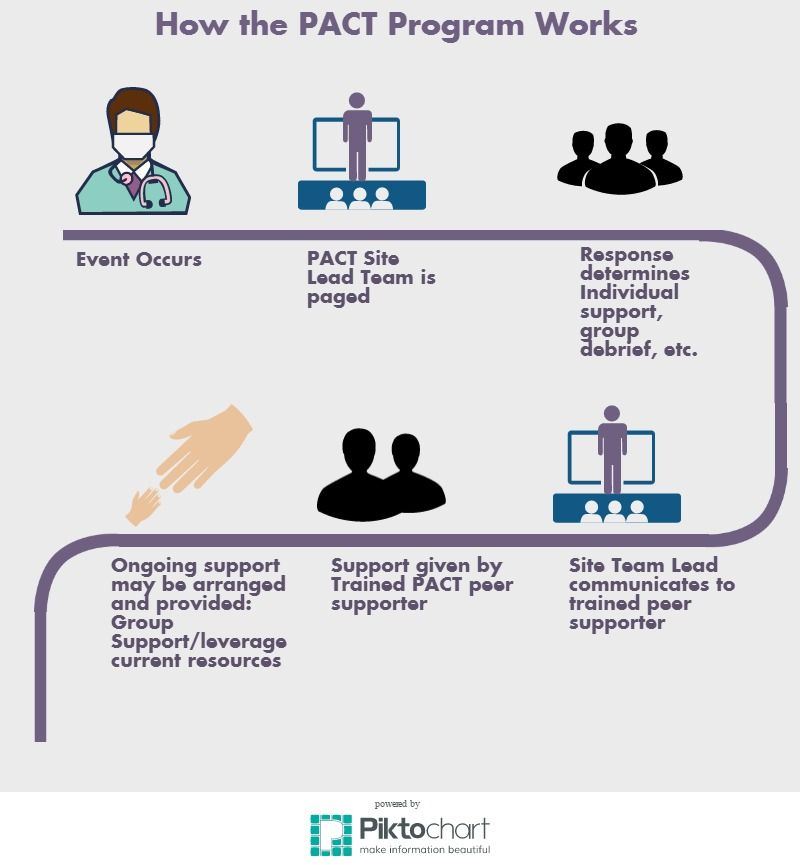 How the PACT Program Works
Event Occurs
PACT Site
Lead Team is
paged
Response
determines
Individual
support,
group
debrief, etc.
Site Team Lead
communicates to
trained peer
supporter
Support given by
Trained PACT peer
supporter
Ongoing support
may be arranged
and provided:
Group
Support/leverage
current resources
powered by
Piktochart
make information beautiful